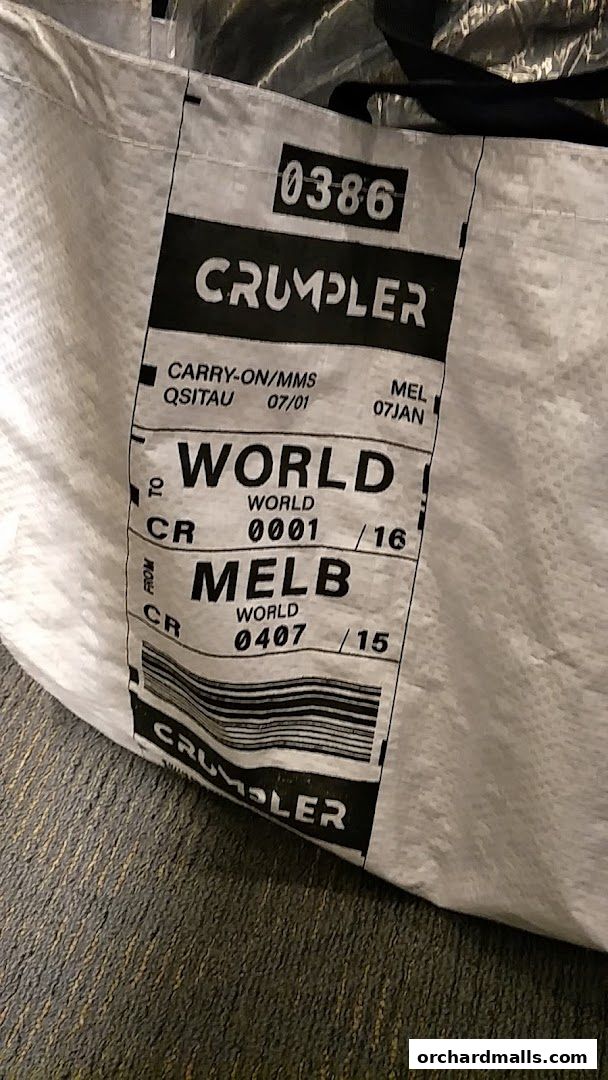 0386
CRUMPLER
CARRY-ON/MMS MEL
QSITAU 07/01 07JAN
TO WORLD
WORLD
CR 0001 /16
FROM MELB
WORLD
CR 0407 /15
CRUMPLER
orchardmalls.com